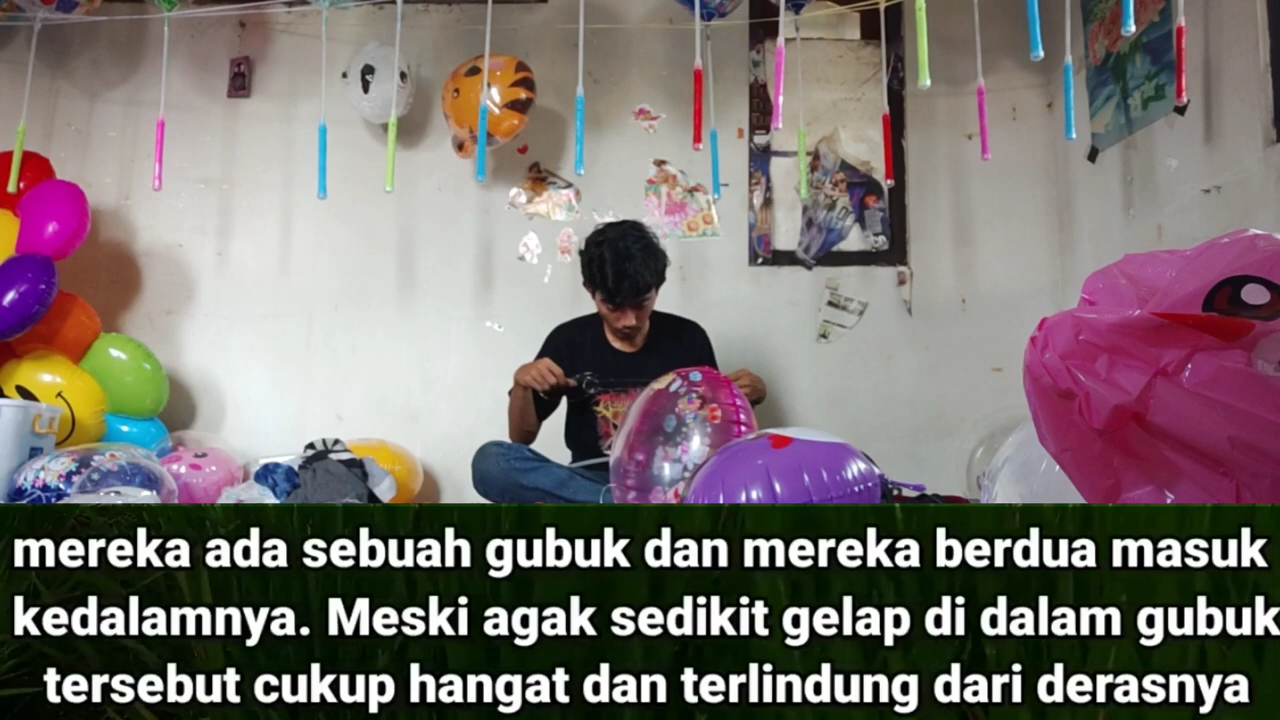 mereka ada sebuah gubuk dan mereka berdua masuk
kedalamnya. Meski agak sedikit gelap di dalam gubuk
tersebut cukup hangat dan terlindung dari derasnya